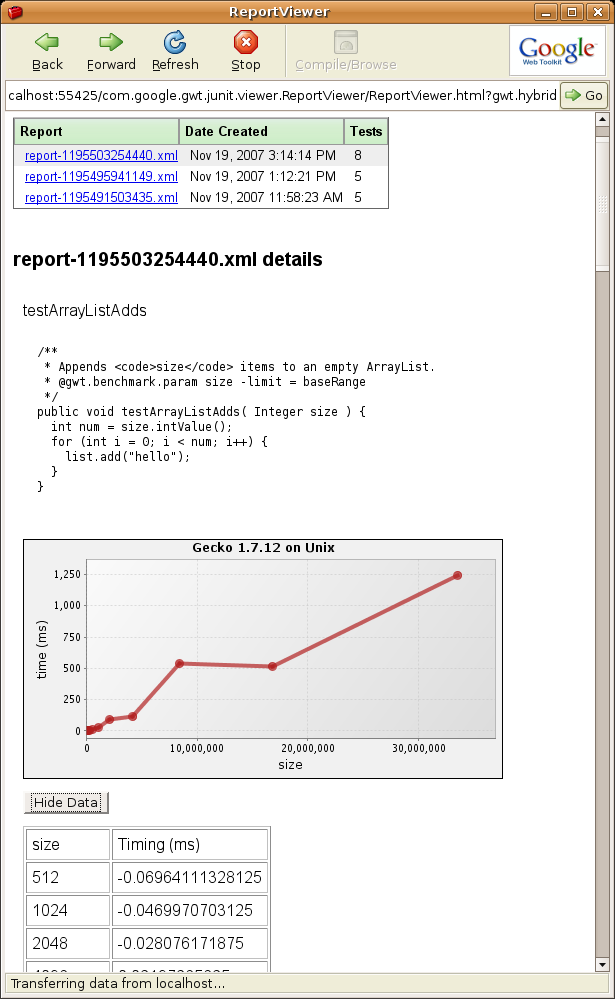 ReportViewer
Back Forward Refresh Stop Compile/Browse
Google
Web Toolkit
calhost:55425/com.google.gwt.junit.viewer.ReportViewer/ReportViewer.html?gwt.hybrid Go
Report Date Created Tests
report-1195503254440.xml Nov 19, 2007 3:14:14 PM 8
report-1195495941149.xml Nov 19, 2007 1:12:21 PM 5
report-1195491503435.xml Nov 19, 2007 11:58:23 AM 5
report-1195503254440.xml details
testArrayListAdds
/**
* Appends <code>size</code> items to an empty ArrayList.
* @gwt.benchmark.param size -limit = baseRange
*/
public void testArrayListAdds( Integer size ) {
int num = size.intValue();
for (int i = 0; i < num; i++) {
list.add("hello");
}
}
Gecko 1.7.12 on Unix
1,250
1,000
750
500
250
0
time (ms)
0 10,000,000 20,000,000 30,000,000
size
Hide Data
size Timing (ms)
512 -0.06964111328125
1024 -0.0469970703125
2048 -0.028076171875
Transferring data from localhost...